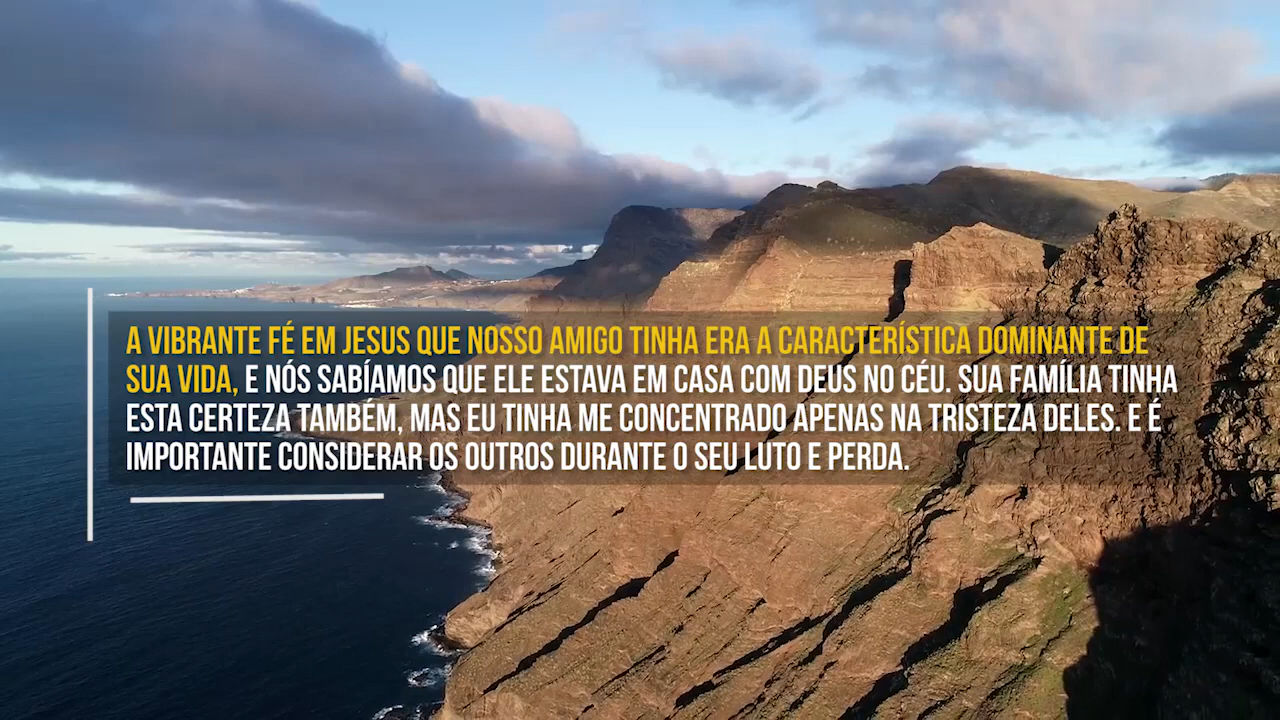 A VIBRANTE FÉ EM JESUS QUE NOSSO AMIGO TINHA ERA A CARACTERÍSTICA DOMINANTE DE
SUA VIDA, E NÓS SABÍAMOS QUE ELE ESTAVA EM CASA COM DEUS NO CÉU. SUA FAMÍLIA TINHA
ESTA CERTEZA TAMBÉM, MAS EU TINHA ME CONCENTRADO APENAS NA TRISTEZA DELES. E É
IMPORTANTE CONSIDERAR OS OUTROS DURANTE O SEU LUTO E PERDA.